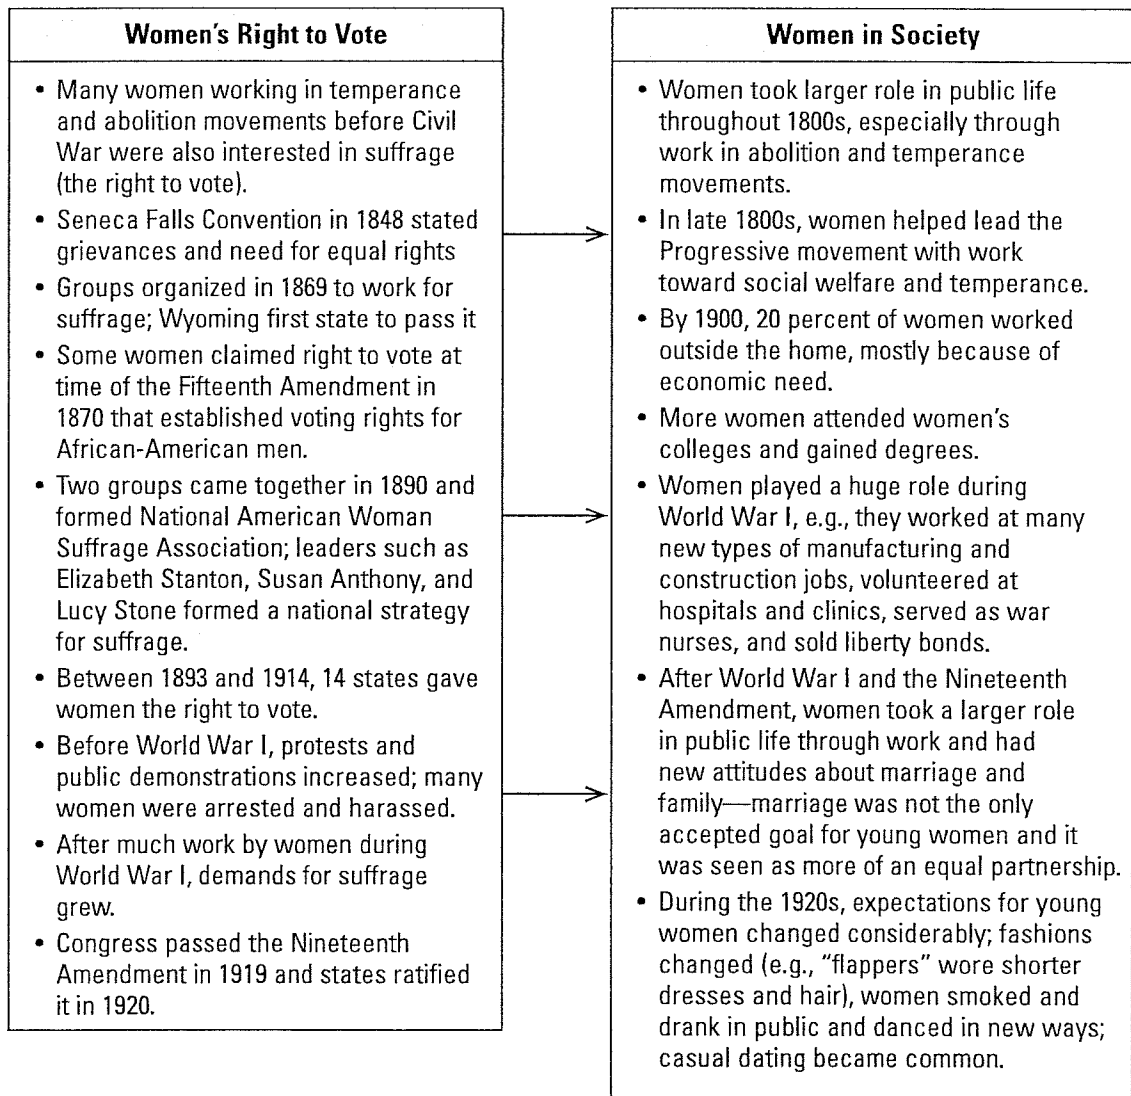 Women's Right to Vote
• Many women working in temperance
and abolition movements before Civil
War were also interested in suffrage
(the right to vote).
• Seneca Falls Convention in 1848 stated
grievances and need for equal rights
• Groups organized in 1869 to work for
suffrage; Wyoming first state to pass it
• Some women claimed right to vote at
time of the Fifteenth Amendment in
1870 that established voting rights for
African-American men.
• Two groups came together in 1890 and
formed National American Woman
Suffrage Association; leaders such as
Elizabeth Stanton, Susan Anthony, and
Lucy Stone formed a national strategy
for suffrage.
• Between 1893 and 1914, 14 states gave
women the right to vote.
• Before World War I, protests and
public demonstrations increased; many
women were arrested and harassed.
• After much work by women during
World War I, demands for suffrage
grew.
• Congress passed the Nineteenth
Amendment in 1919 and states ratified
it in 1920.
Women in Society
• Women took larger role in public life
throughout 1800s, especially through
work in abolition and temperance
movements.
• In late 1800s, women helped lead the
Progressive movement with work
toward social welfare and temperance.
• By 1900, 20 percent of women worked
outside the home, mostly because of
economic need.
• More women attended women's
colleges and gained degrees.
• Women played a huge role during
World War I, e.g., they worked at many
new types of manufacturing and
construction jobs, volunteered at
hospitals and clinics, served as war
nurses, and sold liberty bonds.
• After World War I and the Nineteenth
Amendment, women took a larger role
in public life through work and had
new attitudes about marriage and
family—marriage was not the only
accepted goal for young women and it
was seen as more of an equal partnership.
• During the 1920s, expectations for young
women changed considerably; fashions
changed (e.g., "flappers" wore shorter
dresses and hair), women smoked and
drank in public and danced in new ways;
casual dating became common.